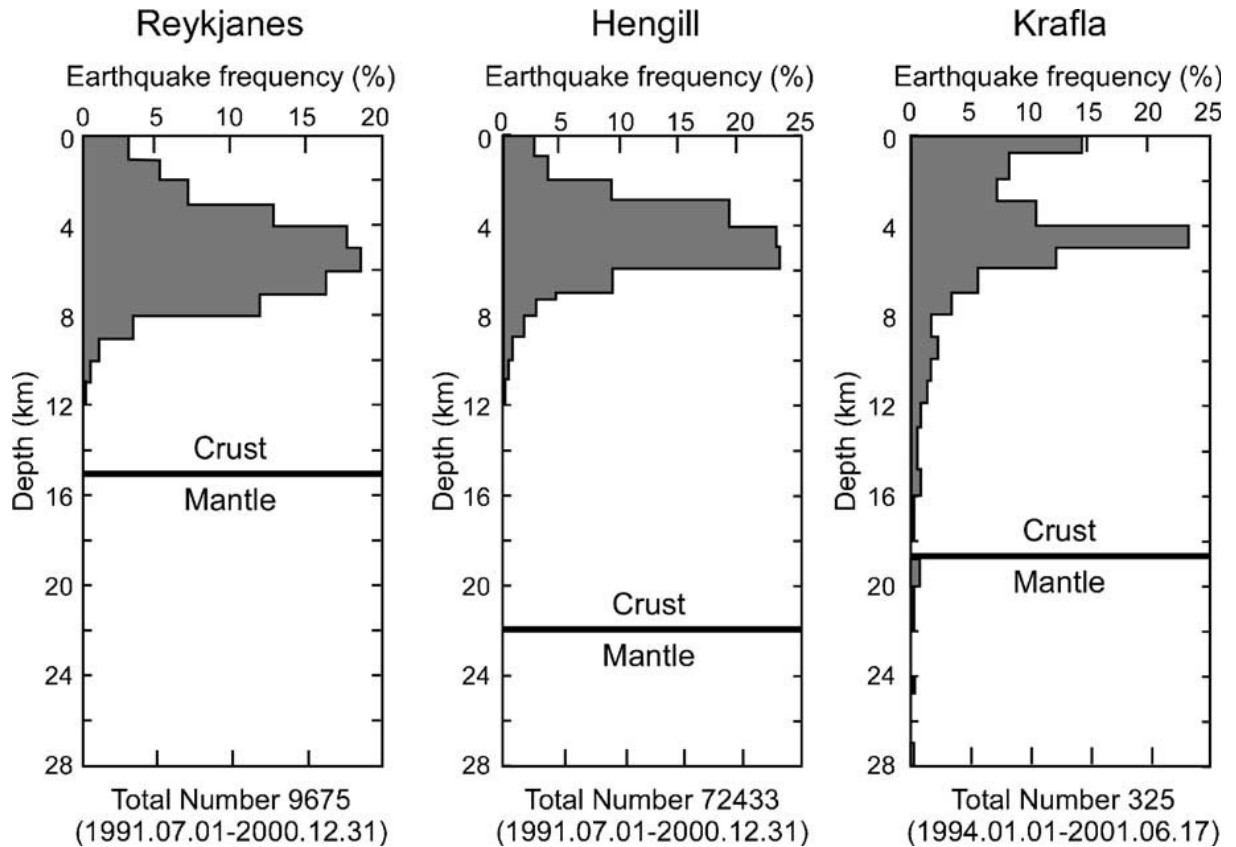 Reykjanes
Earthquake frequency (%)
0 5 10 15 20
0
4
8
12
16
20
24
28
Depth (km)
Crust
Mantle
Total Number 9675
(1991.07.01-2000.12.31)
Hengill
Earthquake frequency (%)
0 5 10 15 20 25
0
4
8
12
16
20
24
28
Depth (km)
Crust
Mantle
Total Number 72433
(1991.07.01-2000.12.31)
Krafla
Earthquake frequency (%)
0 5 10 15 20 25
0
4
8
12
16
20
24
28
Depth (km)
Crust
Mantle
Total Number 325
(1994.01.01-2001.06.17)